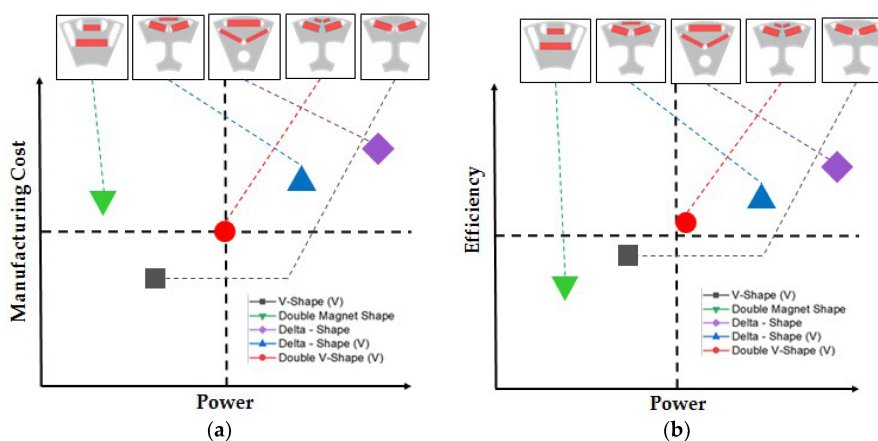 Manufacturing Cost
V-Shape (V)
Double Magnet Shape
Delta - Shape
Delta - Shape (V)
Double V-Shape (V)
Power
(a)
Efficiency
V-Shape (V)
Double Magnet Shape
Delta - Shape
Delta - Shape (V)
Double V-Shape (V)
Power
(b)